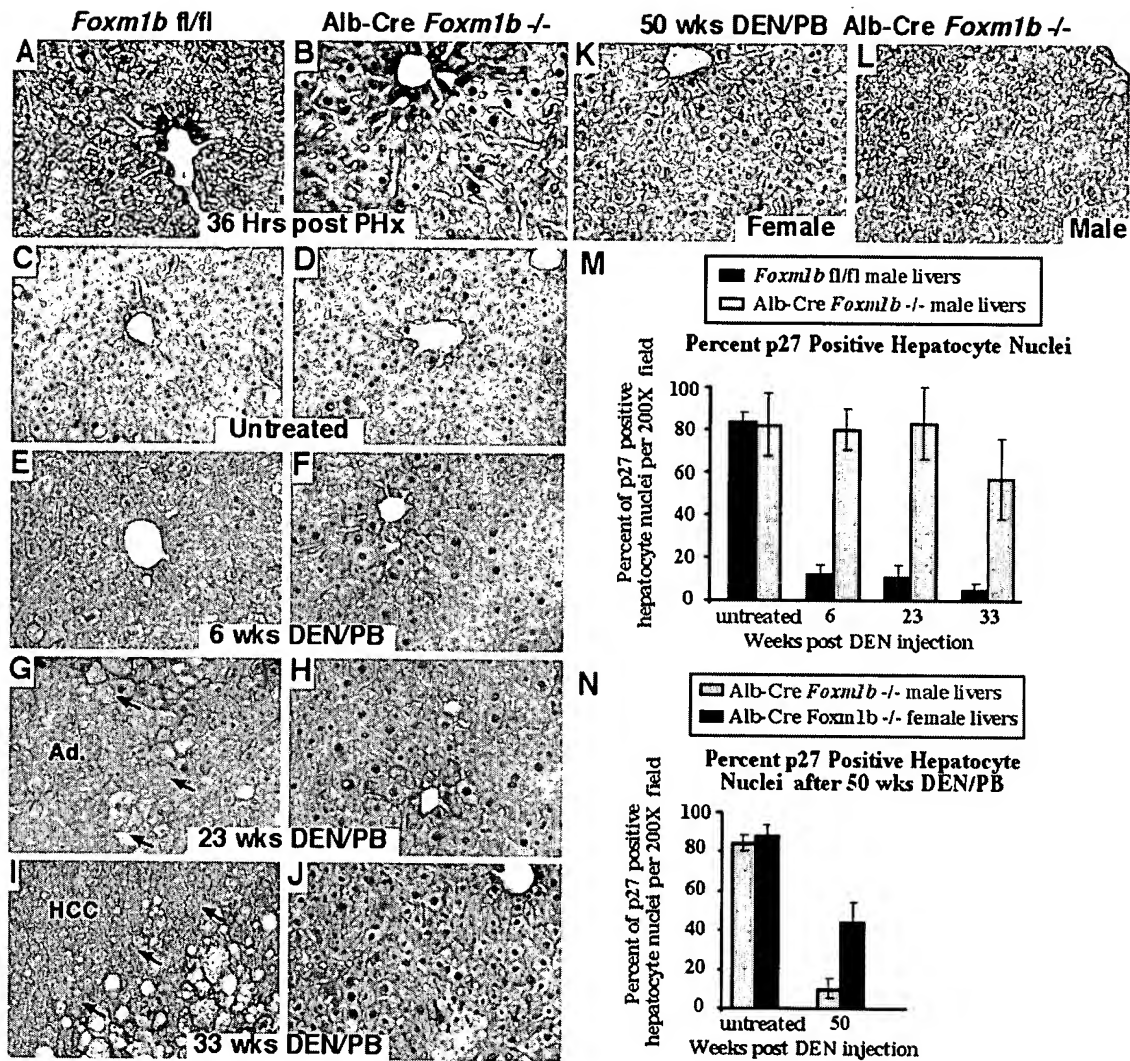 Foxm1b fl/fl
Alb-Cre Foxm1b -/-
50 wks DEN/PB Alb-Cre Foxm1b -/-
A
B
36 Hrs post PHx
K
Female
L
Male
C
D
Untreated
E
F
6 wks DEN/PB
G
Ad.
H
23 wks DEN/PB
I
HCC
J
33 wks DEN/PB
M
Foxm1b fl/fl male livers
Alb-Cre Foxm1b -/- male livers
Percent p27 Positive Hepatocyte Nuclei
Percent of p27 positive
hepatocyte nuclei per 200X field
100
80
60
40
20
0
untreated 6 23 33
Weeks post DEN injection
N
Alb-Cre Foxm1b -/- male livers
Alb-Cre Foxm1b -/- female livers
Percent p27 Positive Hepatocyte
Nuclei after 50 wks DEN/PB
Percent of p27 positive
hepatocyte nuclei per 200X field
100
80
60
40
20
0
untreated 50
Weeks post DEN injection